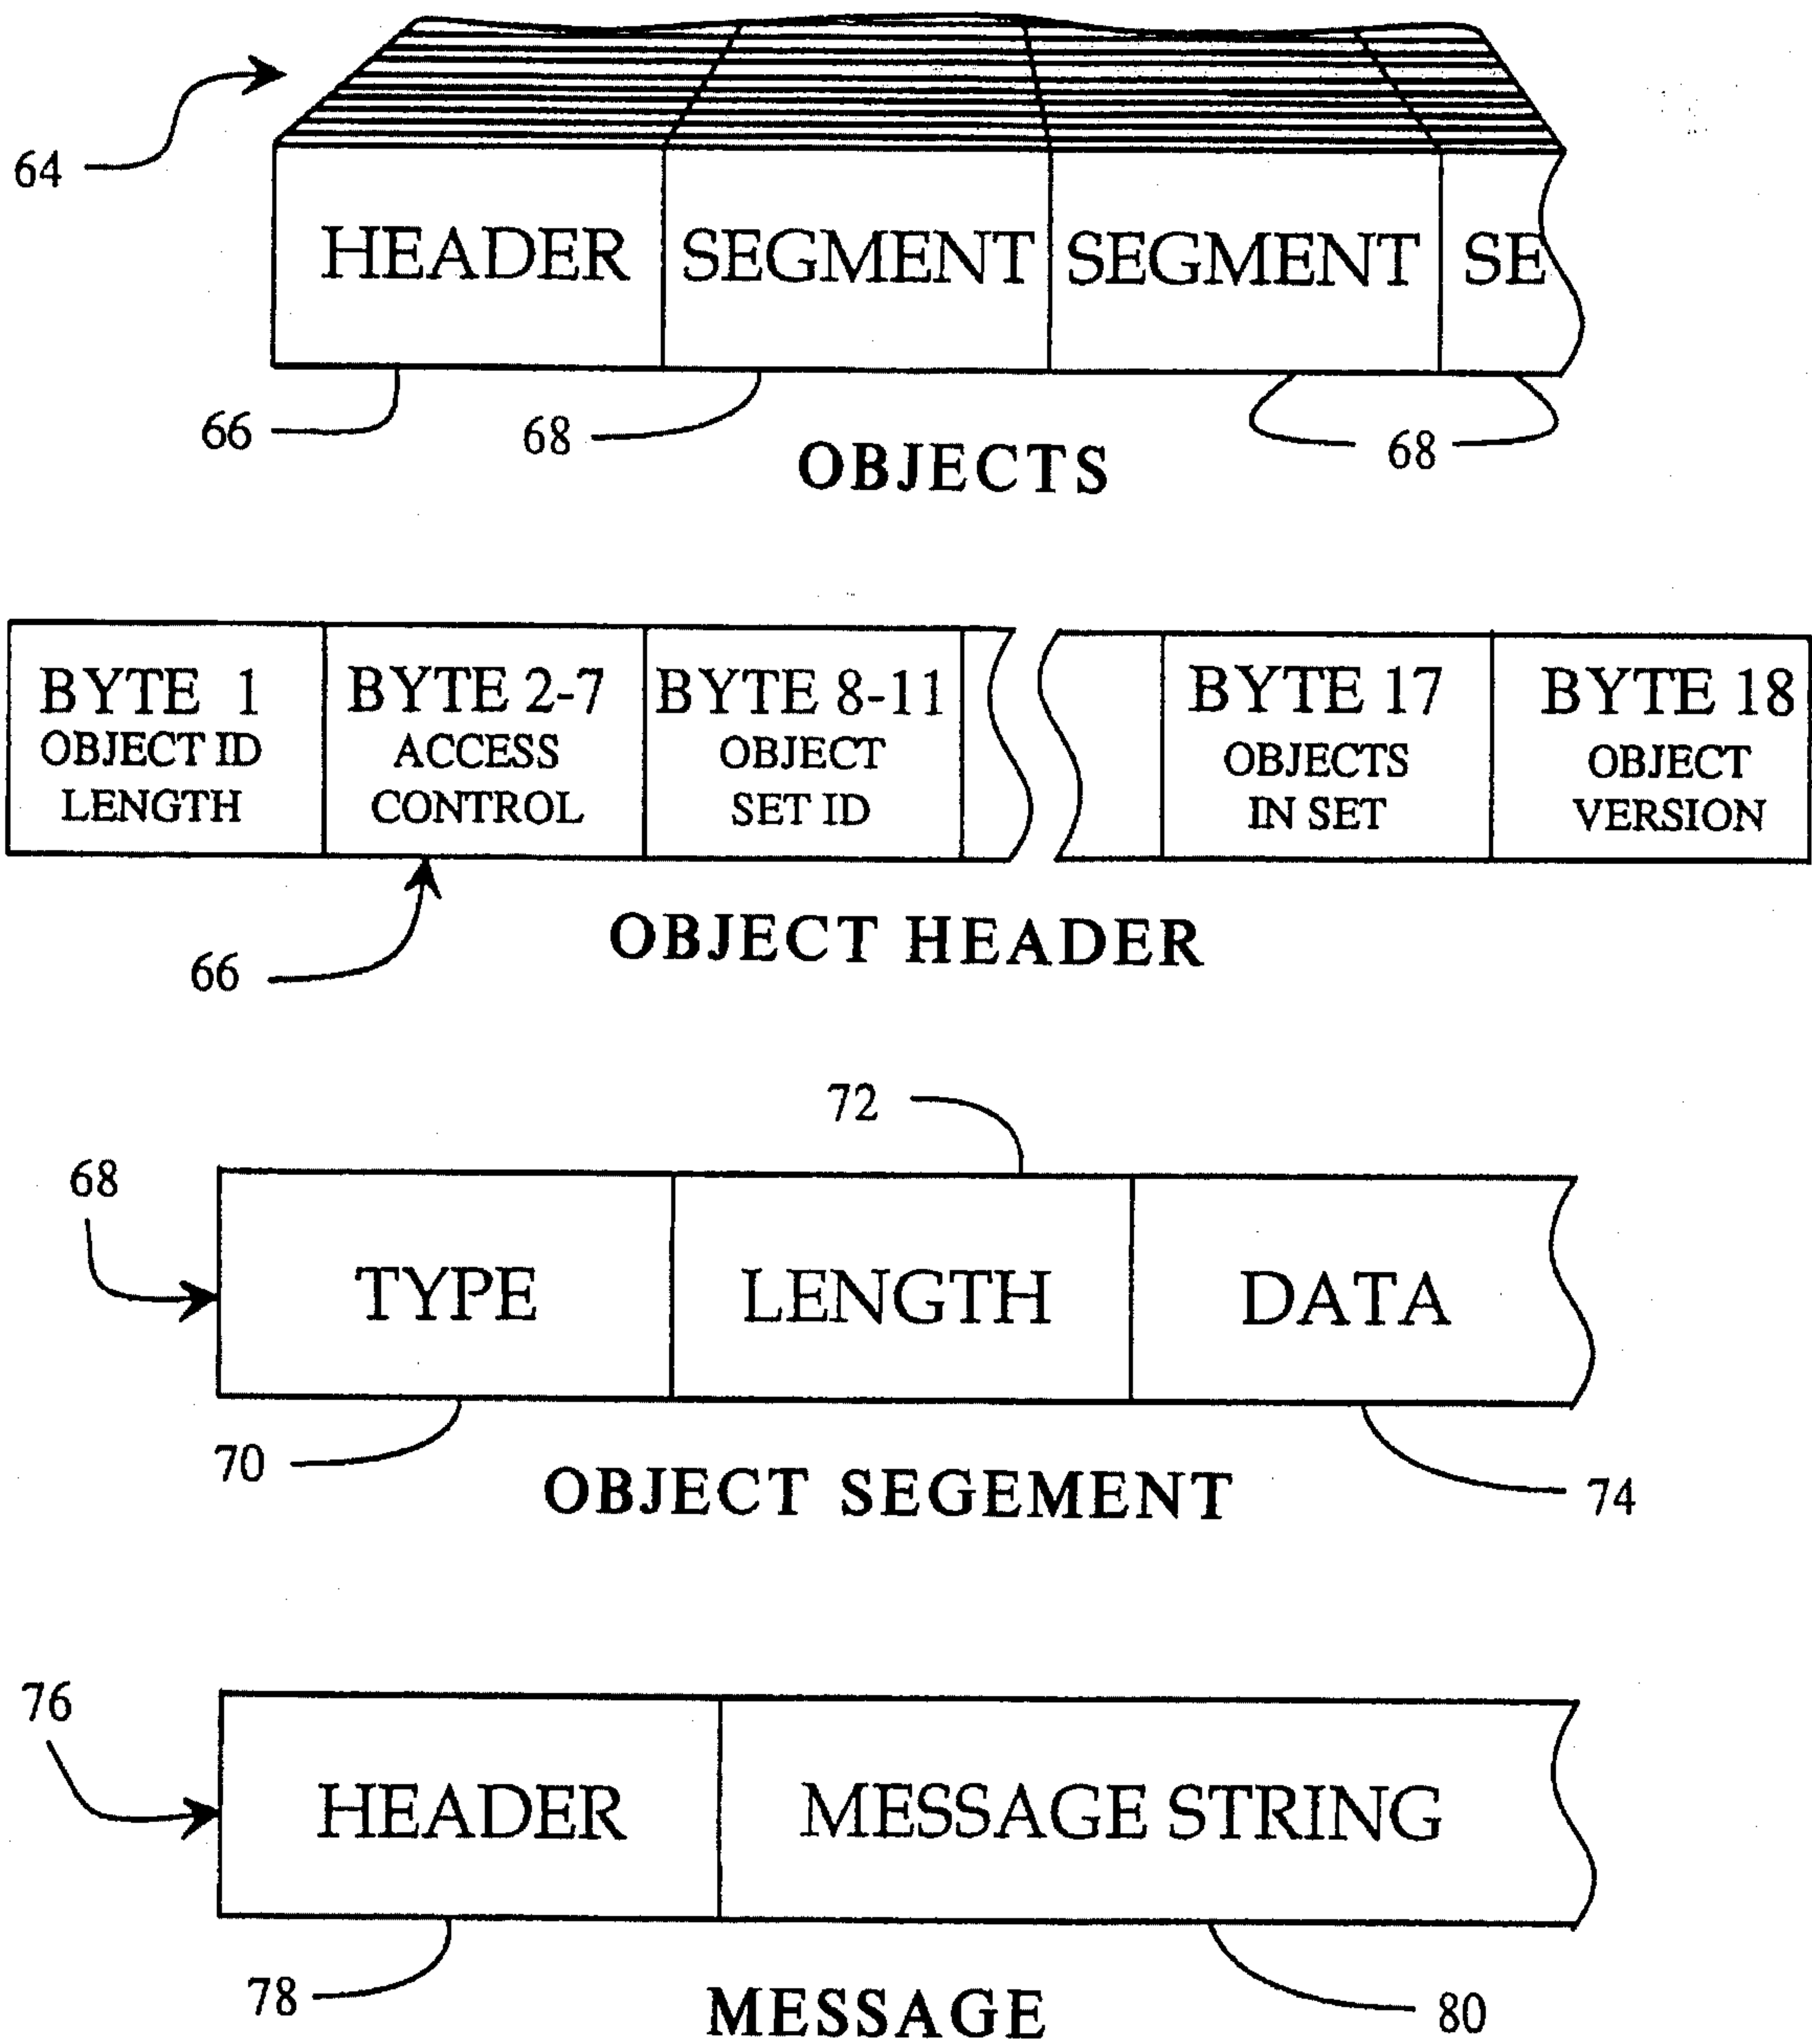 64
HEADER SEGMENT SEGMENT SE
66 68 68
OBJECTS
BYTE 1 BYTE 2-7 BYTE 8-11 BYTE 17 BYTE 18
OBJECT ID ACCESS OBJECT OBJECTS OBJECT
LENGTH CONTROL SET ID IN SET VERSION
66
OBJECT HEADER
72
68
TYPE LENGTH DATA
70 74
OBJECT SEGEMENT
76
HEADER MESSAGE STRING
78 80
MESSAGE